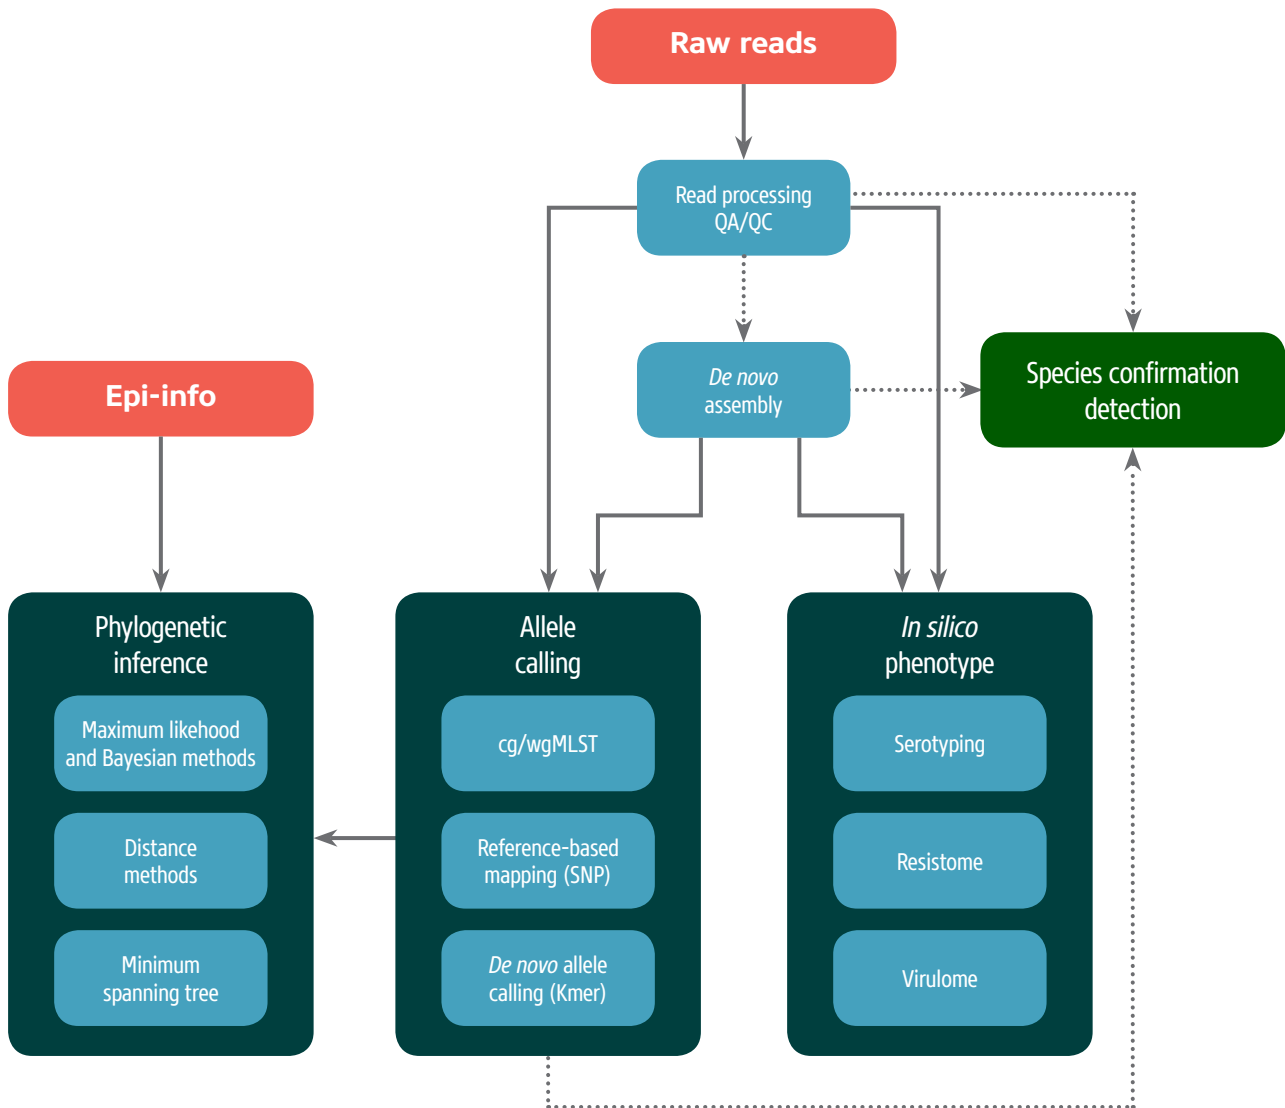 Raw reads
Read processing
QA/QC
De novo
assembly
Species confirmation
detection
Epi-info
Phylogenetic
inference
Maximum likehood
and Bayesian methods
Distance
methods
Minimum
spanning tree
Allele
calling
cg/wgMLST
Reference-based
mapping (SNP)
De novo allele
calling (Kmer)
In silico
phenotype
Serotyping
Resistome
Virulome